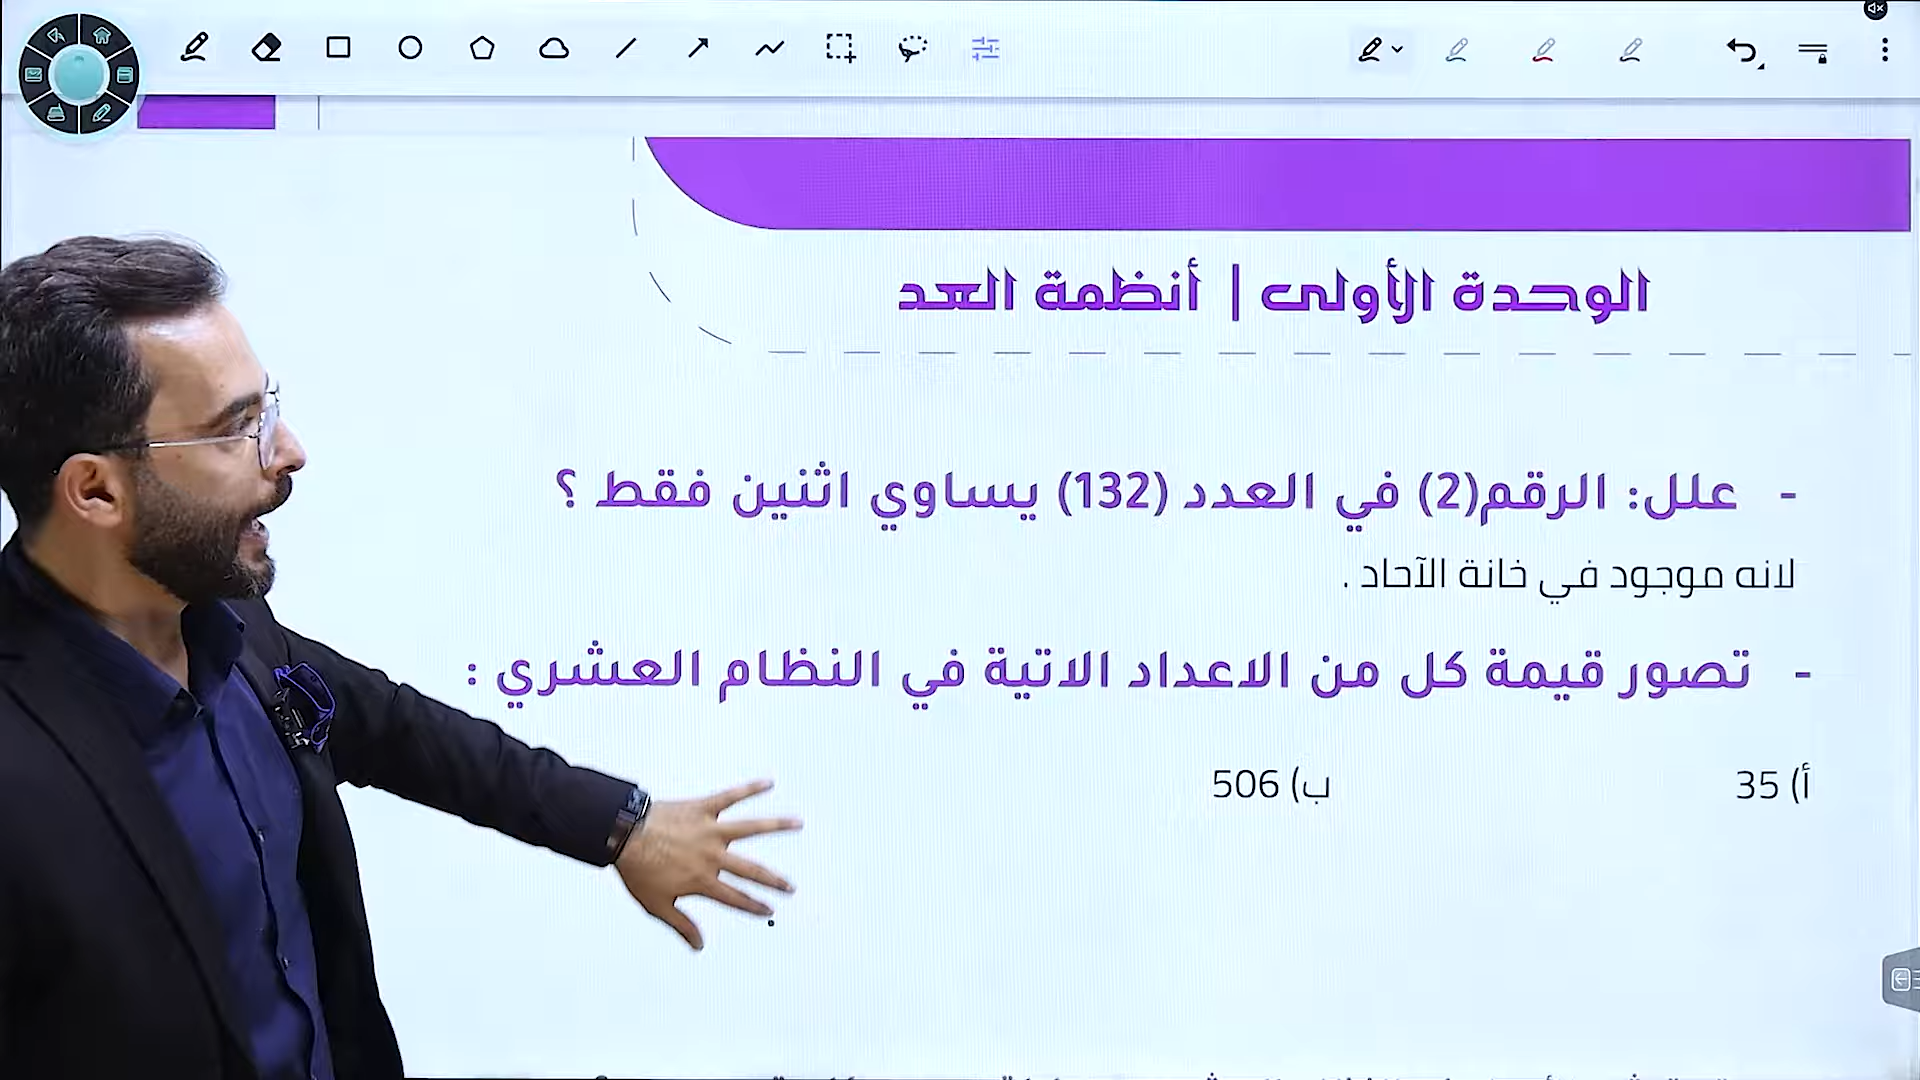 الوحدة الأولى | أنظمة العد
- علل: الرقم(2) في العدد (132) يساوي اثنين فقط ؟
لانه موجود في خانة الآحاد .
- تصور قيمة كل من الاعداد الاتية في النظام العشري :
أ) 35 ب) 506